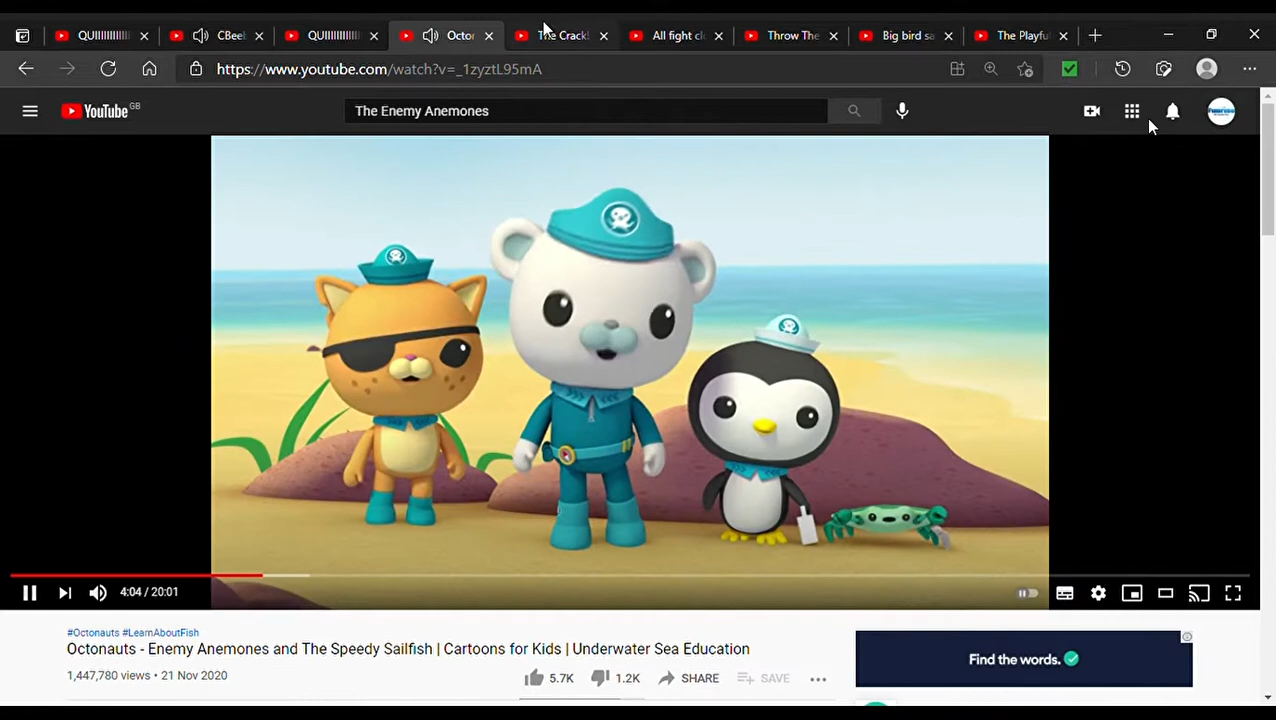 QUIIIIIIIIII
CBeeb
QUIIIIIIIIII
Octon
The Crack!
All fight cl
Throw The
Big bird sa
The Playfu
https://www.youtube.com/watch?v=_1zyztL95mA
YouTube GB
The Enemy Anemones
4:04 / 20:01
#Octonauts #LearnAboutFish
Octonauts - Enemy Anemones and The Speedy Sailfish | Cartoons for Kids | Underwater Sea Education
1,447,780 views • 21 Nov 2020
5.7K 1.2K SHARE SAVE
Find the words.